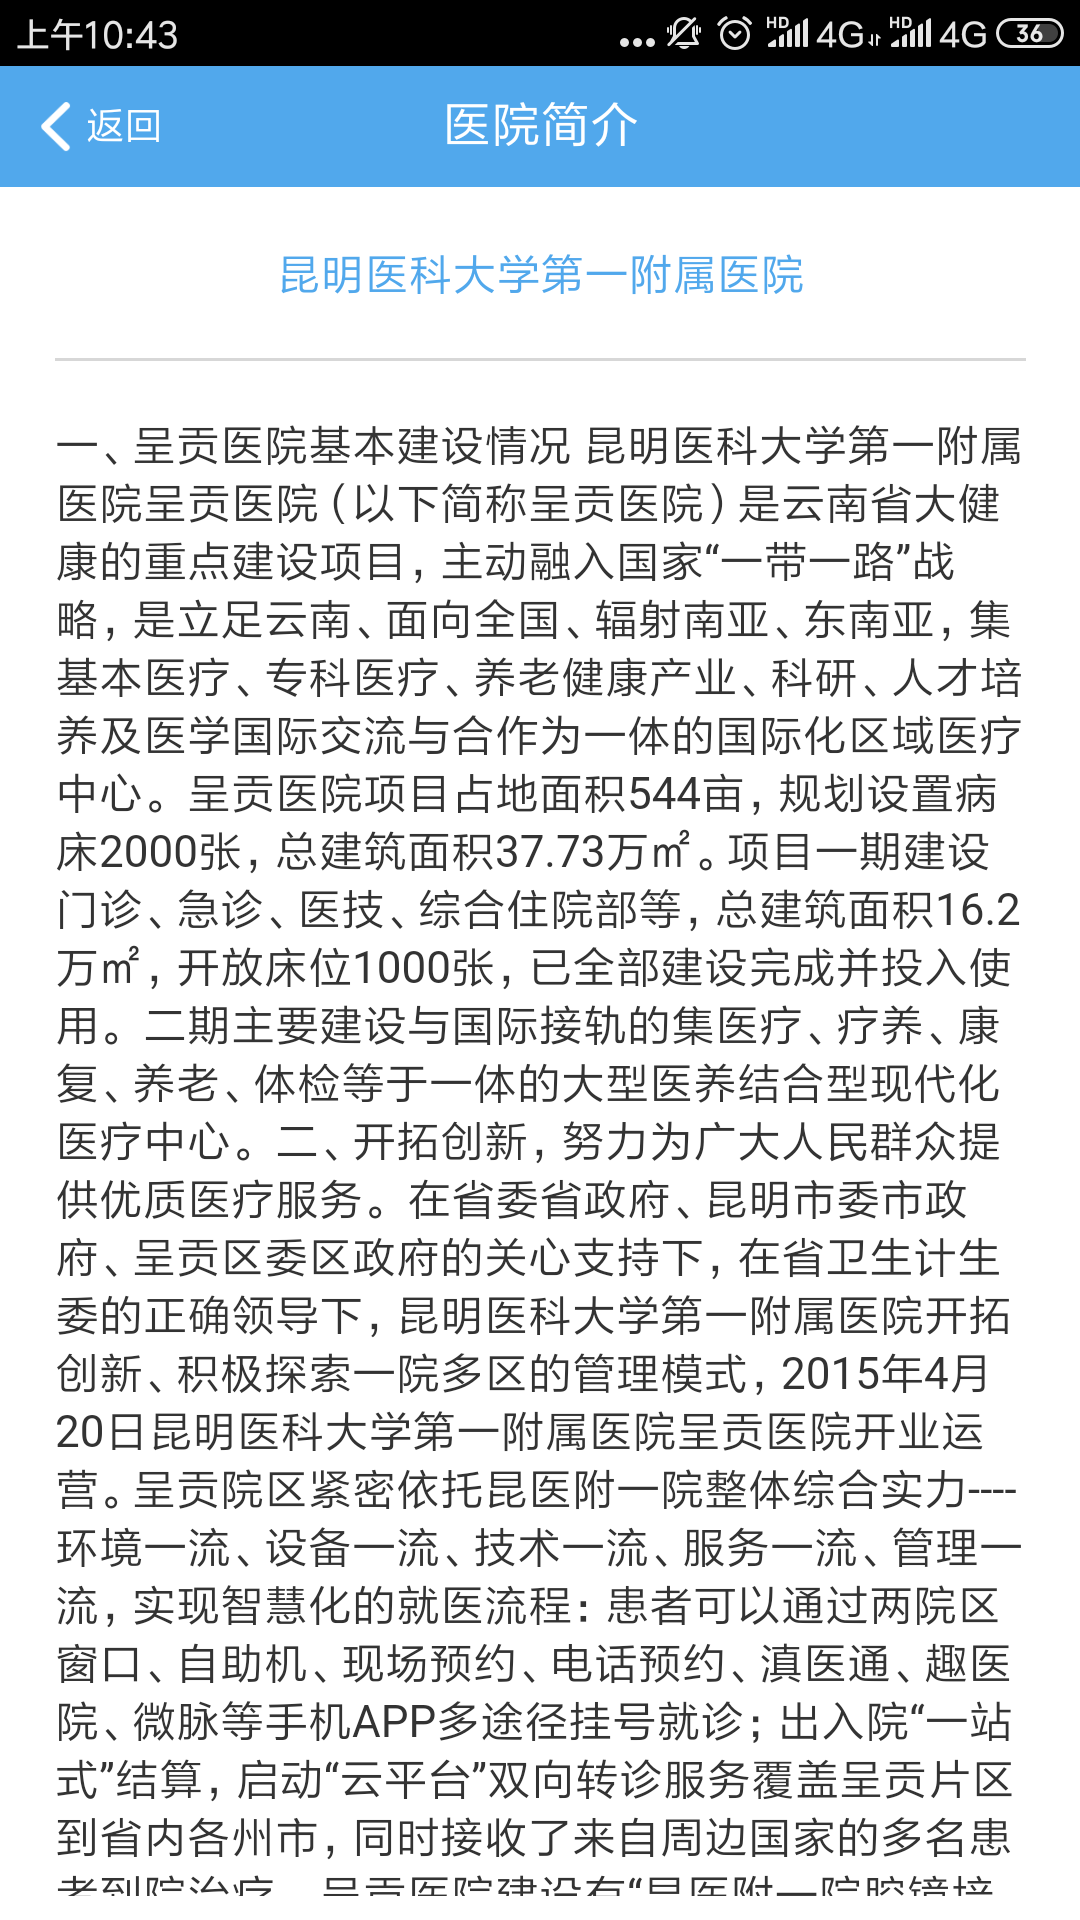 上午10:43
HD 4G HD 4G 36
返回 医院简介
昆明医科大学第一附属医院
一、呈贡医院基本建设情况 昆明医科大学第一附属
医院呈贡医院（以下简称呈贡医院）是云南省大健
康的重点建设项目，主动融入国家“一带一路”战
略，是立足云南、面向全国、辐射南亚、东南亚，集
基本医疗、专科医疗、养老健康产业、科研、人才培
养及医学国际交流与合作为一体的国际化区域医疗
中心。呈贡医院项目占地面积544亩，规划设置病
床2000张，总建筑面积37.73万㎡。项目一期建设
门诊、急诊、医技、综合住院部等，总建筑面积16.2
万㎡，开放床位1000张，已全部建设完成并投入使
用。二期主要建设与国际接轨的集医疗、疗养、康
复、养老、体检等于一体的大型医养结合型现代化
医疗中心。二、开拓创新，努力为广大人民群众提
供优质医疗服务。在省委省政府、昆明市委市政
府、呈贡区委区政府的关心支持下，在省卫生计生
委的正确领导下，昆明医科大学第一附属医院开拓
创新、积极探索一院多区的管理模式，2015年4月
20日昆明医科大学第一附属医院呈贡医院开业运
营。呈贡院区紧密依托昆医附一院整体综合实力----
环境一流、设备一流、技术一流、服务一流、管理一
流，实现智慧化的就医流程：患者可以通过两院区
窗口、自助机、现场预约、电话预约、滇医通、趣医
院、微脉等手机APP多途径挂号就诊；出入院“一站
式”结算，启动“云平台”双向转诊服务覆盖呈贡片区
到省内各州市，同时接收了来自周边国家的多名患
者到院治疗。呈贡医院建设有“昆医附一院腔镜培